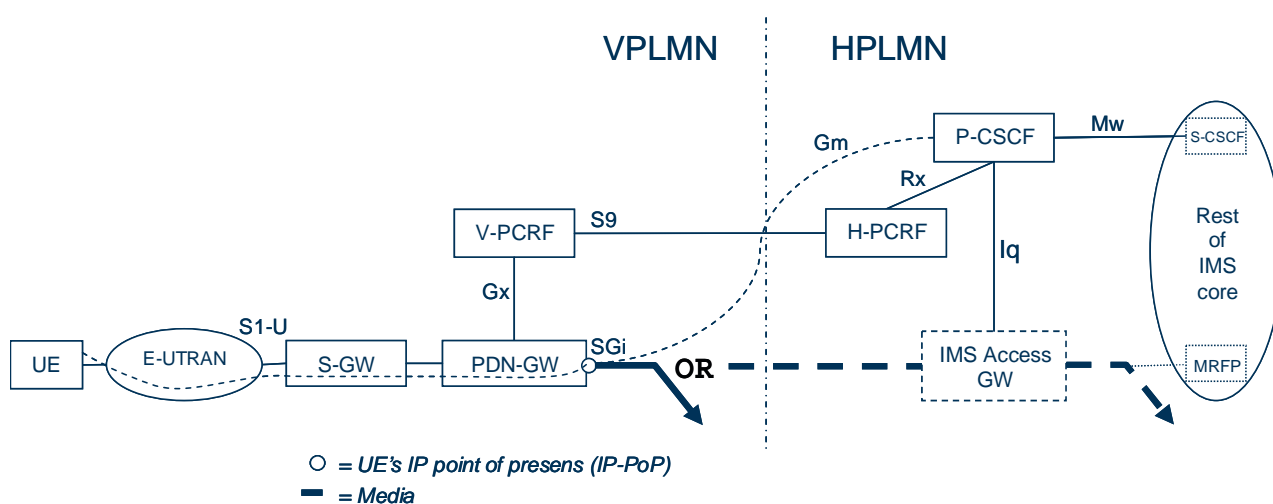 VPLMN
HPLMN
P-CSCF
Mw
S-CSCF
Gm
Rx
V-PCRF
S9
H-PCRF
Iq
Rest
of
IMS
core
Gx
S1-U
SGi
UE
E-UTRAN
S-GW
PDN-GW
OR
IMS Access
GW
MRFP
= UE's IP point of presens (IP-PoP)
= Media